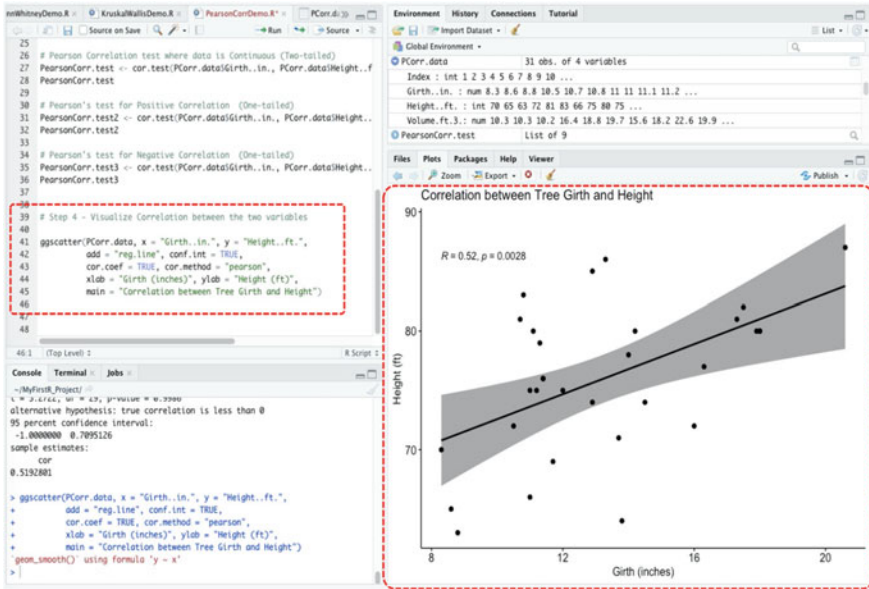 nnWhitneyDemo.R × KruskalWallisDemo.R × PearsonCorrDemo.R* × PCorr.d
Source on Save Run Source
25
26 # Pearson Correlation test where data is Continuous (Two-tailed)
27 PearsonCorr.test <- cor.test(PCorr.data$Girth..in., PCorr.data$Height..f
28 PearsonCorr.test
29
30 # Pearson's test for Positive Correlation (One-tailed)
31 PearsonCorr.test2 <- cor.test(PCorr.data$Girth..in., PCorr.data$Height..
32 PearsonCorr.test2
33
34 # Pearson's test for Negative Correlation (One-tailed)
35 PearsonCorr.test3 <- cor.test(PCorr.data$Girth..in., PCorr.data$Height..
36 PearsonCorr.test3
37
38
39 # Step 4 - Visualize Correlation between the two variables
40
41 ggscatter(PCorr.data, x = "Girth..in.", y = "Height..ft.",
42 add = "reg.line", conf.int = TRUE,
43 cor.coef = TRUE, cor.method = "pearson",
44 xlab = "Girth (inches)", ylab = "Height (ft)",
45 main = "Correlation between Tree Girth and Height")
46
47
48
46:1 (Top Level) R Script
Console Terminal × Jobs ×
~/MyFirstR_Project/
t = 3.2722, df = 29, p-value = 0.9986
alternative hypothesis: true correlation is less than 0
95 percent confidence interval:
-1.0000000 0.7095126
sample estimates:
cor
0.5192801
> ggscatter(PCorr.data, x = "Girth..in.", y = "Height..ft.",
+ add = "reg.line", conf.int = TRUE,
+ cor.coef = TRUE, cor.method = "pearson",
+ xlab = "Girth (inches)", ylab = "Height (ft)",
+ main = "Correlation between Tree Girth and Height")
`geom_smooth()` using formula 'y ~ x'
>
Environment History Connections Tutorial
Import Dataset List
Global Environment
PCorr.data 31 obs. of 4 variables
Index : int 1 2 3 4 5 6 7 8 9 10 ...
Girth..in. : num 8.3 8.6 8.8 10.5 10.7 10.8 11 11 11.1 11.2 ...
Height..ft. : int 70 65 63 72 81 83 66 75 80 75 ...
Volume.ft.3.: num 10.3 10.3 10.2 16.4 18.8 19.7 15.6 18.2 22.6 19.9 ...
PearsonCorr.test List of 9
Files Plots Packages Help Viewer
Zoom Export Publish
Correlation between Tree Girth and Height
R = 0.52, p = 0.0028
90
80
70
Height (ft)
8 12 16 20
Girth (inches)